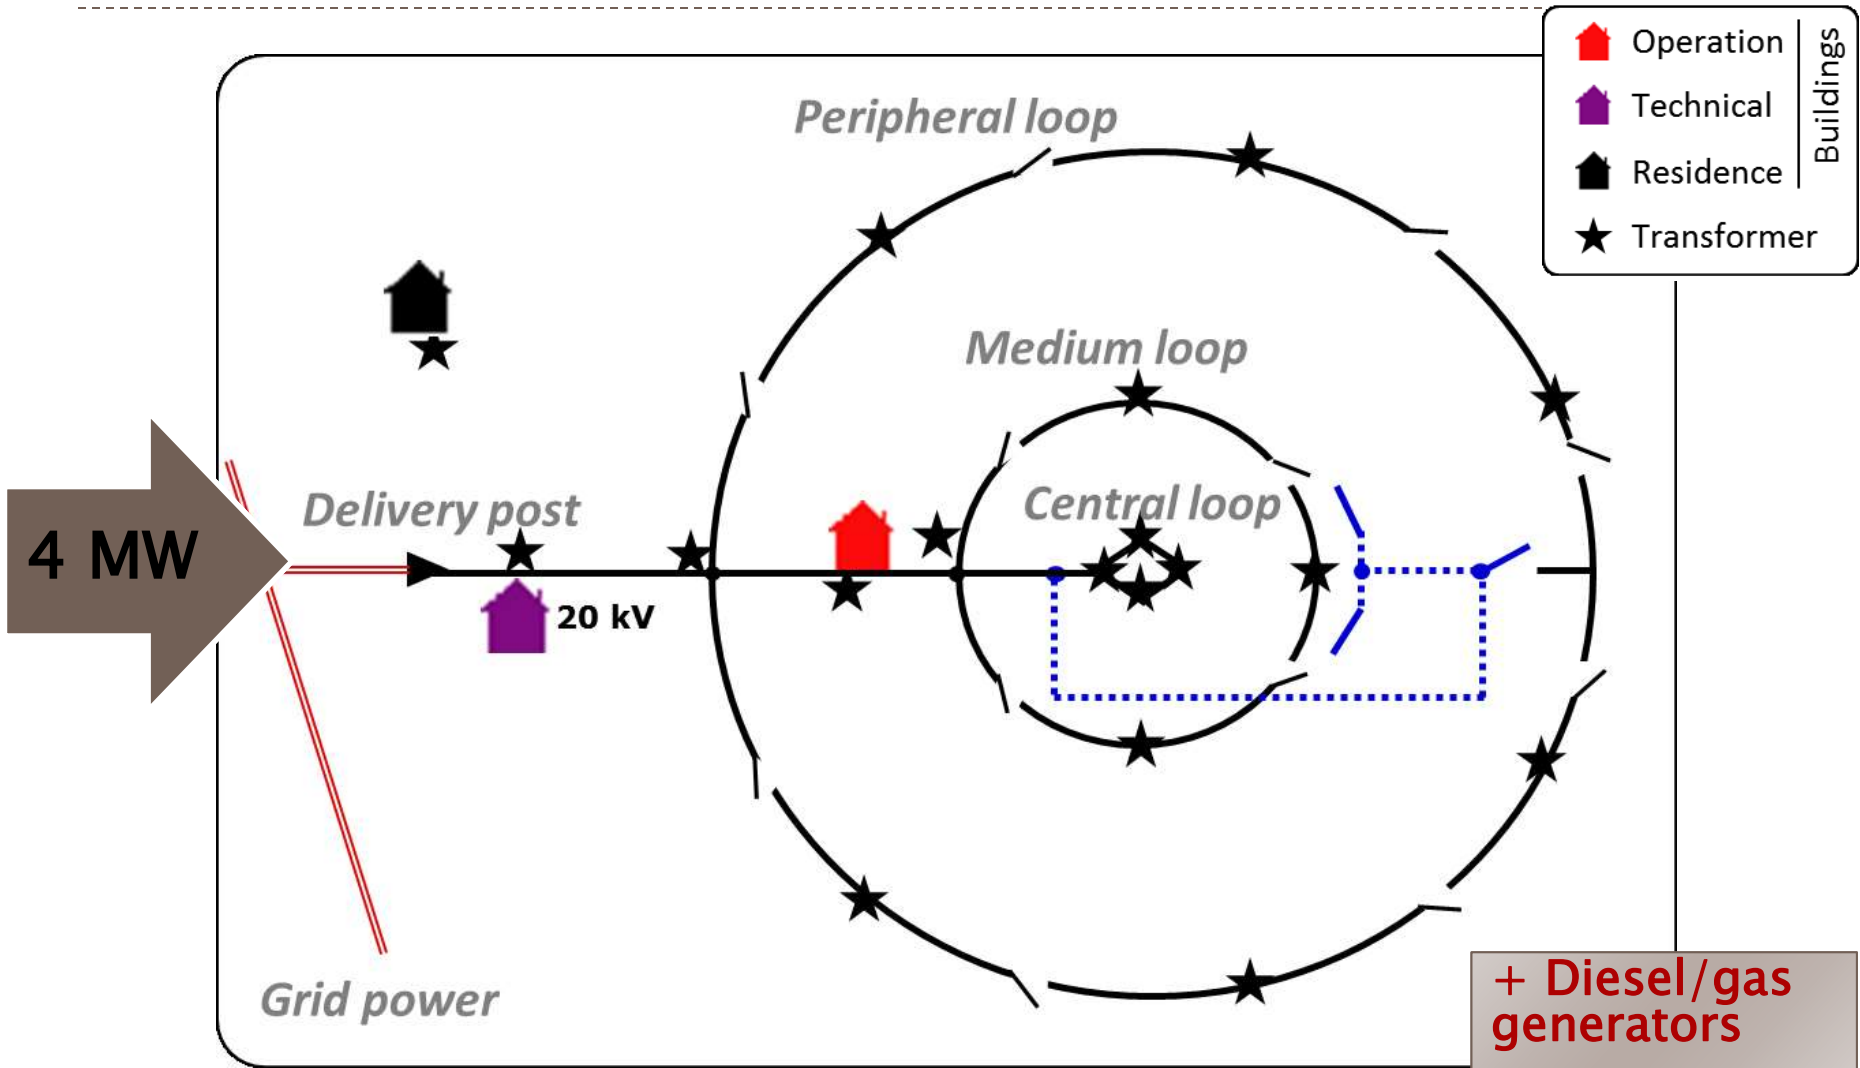 Operation
Technical
Residence
Transformer
Buildings
Peripheral loop
Medium loop
Central loop
Delivery post
4 MW
20 kV
Grid power
+ Diesel/gas
generators